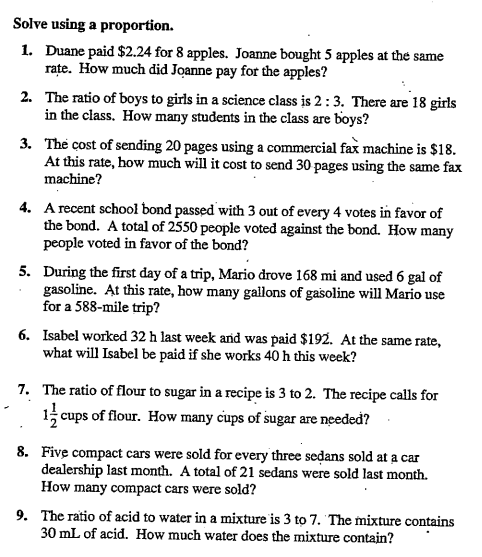 Solve using a proportion.
1. Duane paid $2.24 for 8 apples. Joanne bought 5 apples at the same
rate. How much did Joanne pay for the apples?
2. The ratio of boys to girls in a science class is 2 : 3. There are 18 girls
in the class. How many students in the class are boys?
3. The cost of sending 20 pages using a commercial fax machine is $18.
At this rate, how much will it cost to send 30 pages using the same fax
machine?
4. A recent school bond passed with 3 out of every 4 votes in favor of
the bond. A total of 2550 people voted against the bond. How many
people voted in favor of the bond?
5. During the first day of a trip, Mario drove 168 mi and used 6 gal of
gasoline. At this rate, how many gallons of gasoline will Mario use
for a 588-mile trip?
6. Isabel worked 32 h last week and was paid $192. At the same rate,
what will Isabel be paid if she works 40 h this week?
7. The ratio of flour to sugar in a recipe is 3 to 2. The recipe calls for
1 1/2 cups of flour. How many cups of sugar are needed?
8. Five compact cars were sold for every three sedans sold at a car
dealership last month. A total of 21 sedans were sold last month.
How many compact cars were sold?
9. The ratio of acid to water in a mixture is 3 to 7. The mixture contains
30 mL of acid. How much water does the mixture contain?